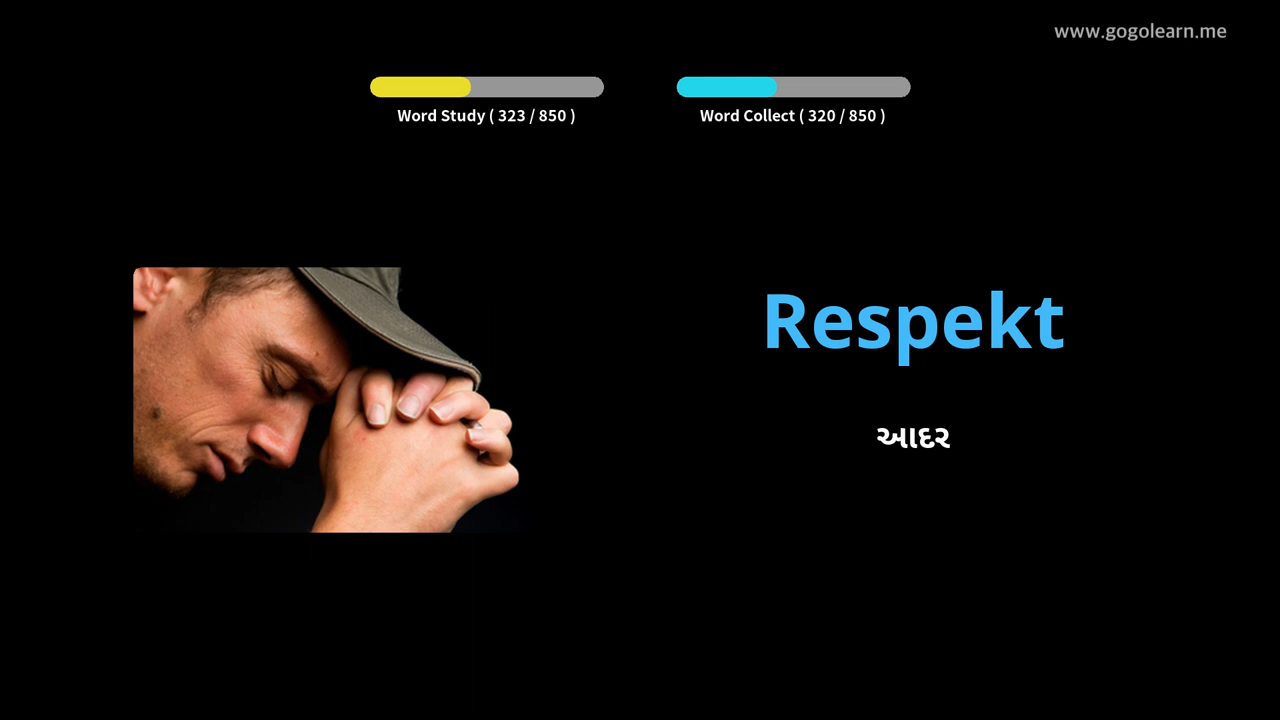 www.gogolearn.me
Word Study ( 323 / 850 )
Word Collect ( 320 / 850 )
Respekt
આદર